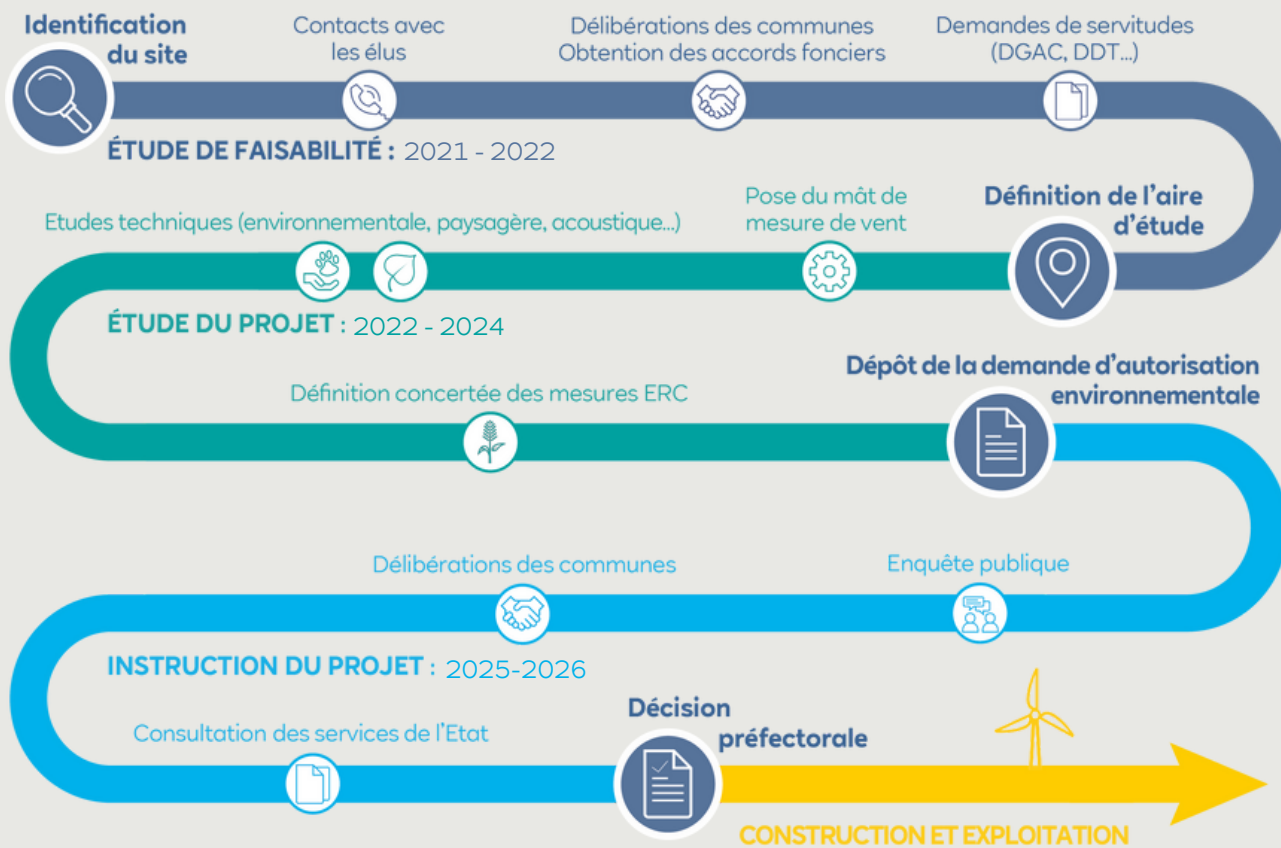 Identification
du site
Contacts avec
les élus
Délibérations des communes
Obtention des accords fonciers
Demandes de servitudes
(DGAC, DDT...)
ÉTUDE DE FAISABILITÉ : 2021 - 2022
Définition de l'aire
d'étude
Pose du mât de
mesure de vent
Etudes techniques (environnementale, paysagère, acoustique...)
ÉTUDE DU PROJET : 2022 - 2024
Définition concertée des mesures ERC
Dépôt de la demande d'autorisation
environnementale
Enquête publique
Délibérations des communes
INSTRUCTION DU PROJET : 2025-2026
Consultation des services de l'Etat
Décision
préfectorale
CONSTRUCTION ET EXPLOITATION